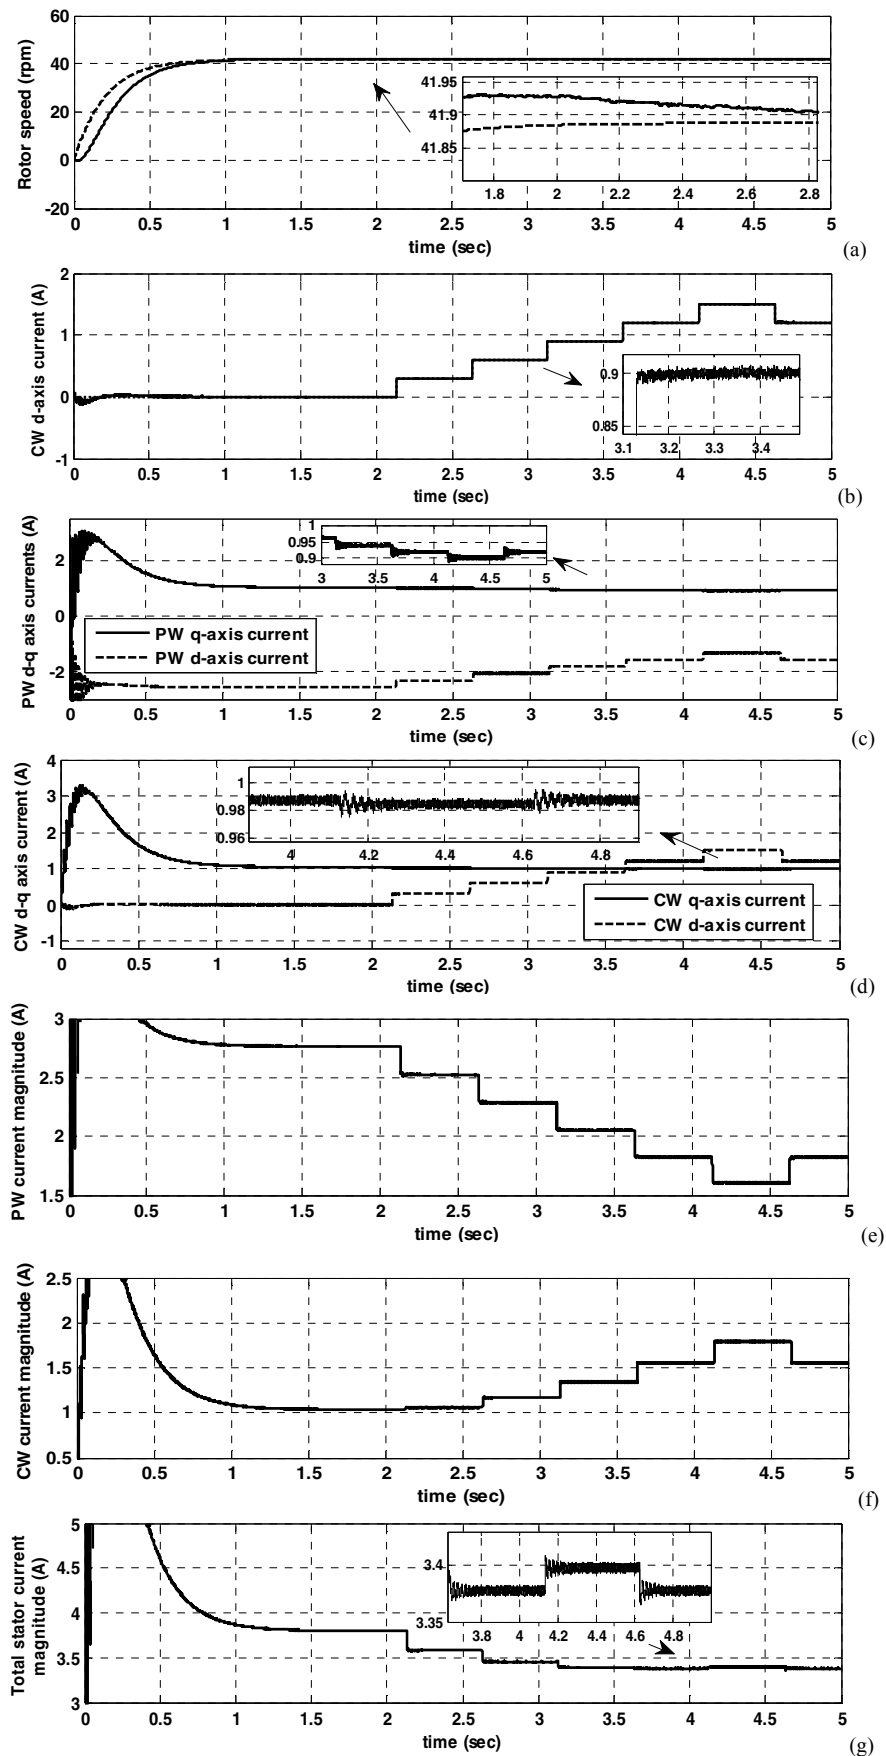 60
40
20
0
-20
Rotor speed (rpm)
41.95
41.9
41.85
1.8 2 2.2 2.4 2.6 2.8
0 0.5 1 1.5 2 2.5 3 3.5 4 4.5 5
time (sec)
(a)
2
1
0
-1
CW d-axis current (A)
0.9
0.85
3.1 3.2 3.3 3.4
0 0.5 1 1.5 2 2.5 3 3.5 4 4.5 5
time (sec)
(b)
2
0
-2
PW d-q axis currents (A)
1
0.95
0.9
3 3.5 4 4.5 5
PW q-axis current
PW d-axis current
0 0.5 1 1.5 2 2.5 3 3.5 4 4.5 5
time (sec)
(c)
4
3
2
1
0
-1
CW d-q axis current (A)
1
0.98
0.96
4 4.2 4.4 4.6 4.8
CW q-axis current
CW d-axis current
0 0.5 1 1.5 2 2.5 3 3.5 4 4.5 5
time (sec)
(d)
3
2.5
2
1.5
PW current magnitude (A)
0 0.5 1 1.5 2 2.5 3 3.5 4 4.5 5
time (sec)
(e)
2.5
2
1.5
1
0.5
CW current magnitude (A)
0 0.5 1 1.5 2 2.5 3 3.5 4 4.5 5
time (sec)
(f)
5
4.5
4
3.5
3
Total stator current
magnitude (A)
3.4
3.35
3.8 4 4.2 4.4 4.6 4.8
0 0.5 1 1.5 2 2.5 3 3.5 4 4.5 5
time (sec)
(g)